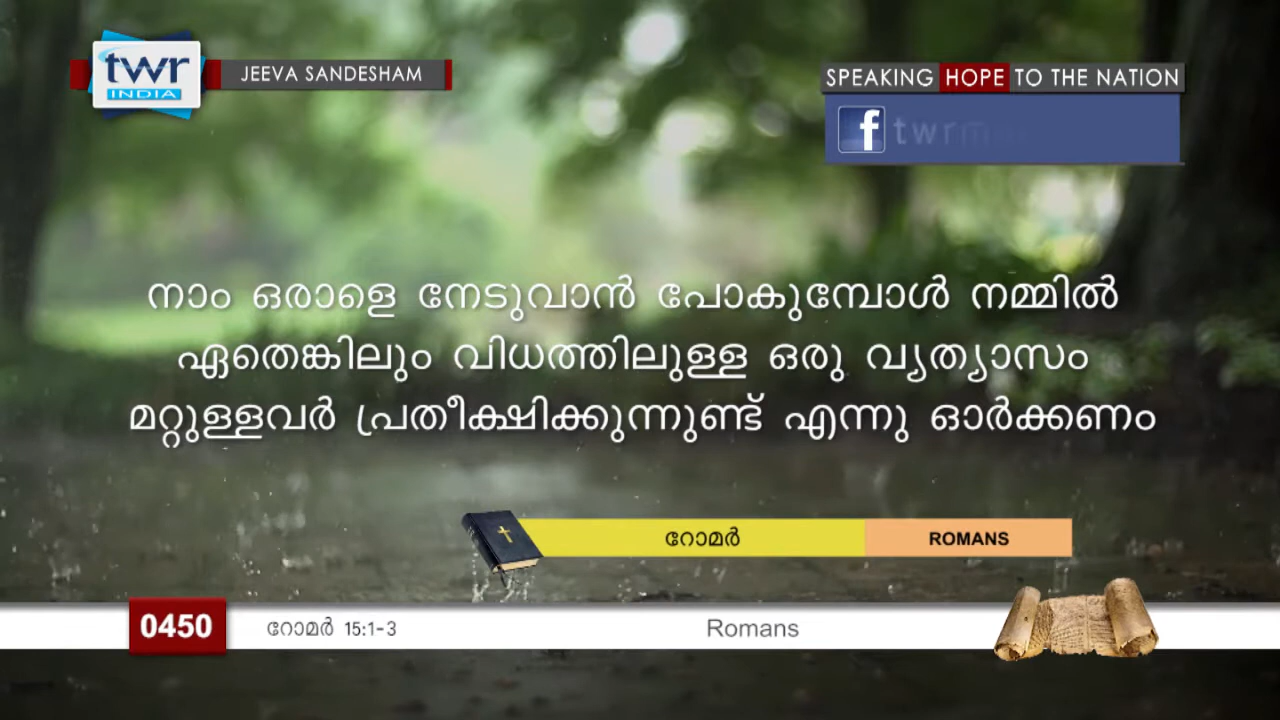 twr
INDIA
JEEVA SANDESHAM
SPEAKING HOPE TO THE NATION
f
നാം ഒരാളെ നേടുവാൻ പോകുമ്പോൾ നമ്മിൽ
ഏതെങ്കിലും വിധത്തിലുള്ള ഒരു വ്യത്യാസം
മറ്റുള്ളവർ പ്രതീക്ഷിക്കുന്നുണ്ട് എന്നു ഓർക്കണം
റോമർ ROMANS
0450 റോമർ 15:1-3 Romans